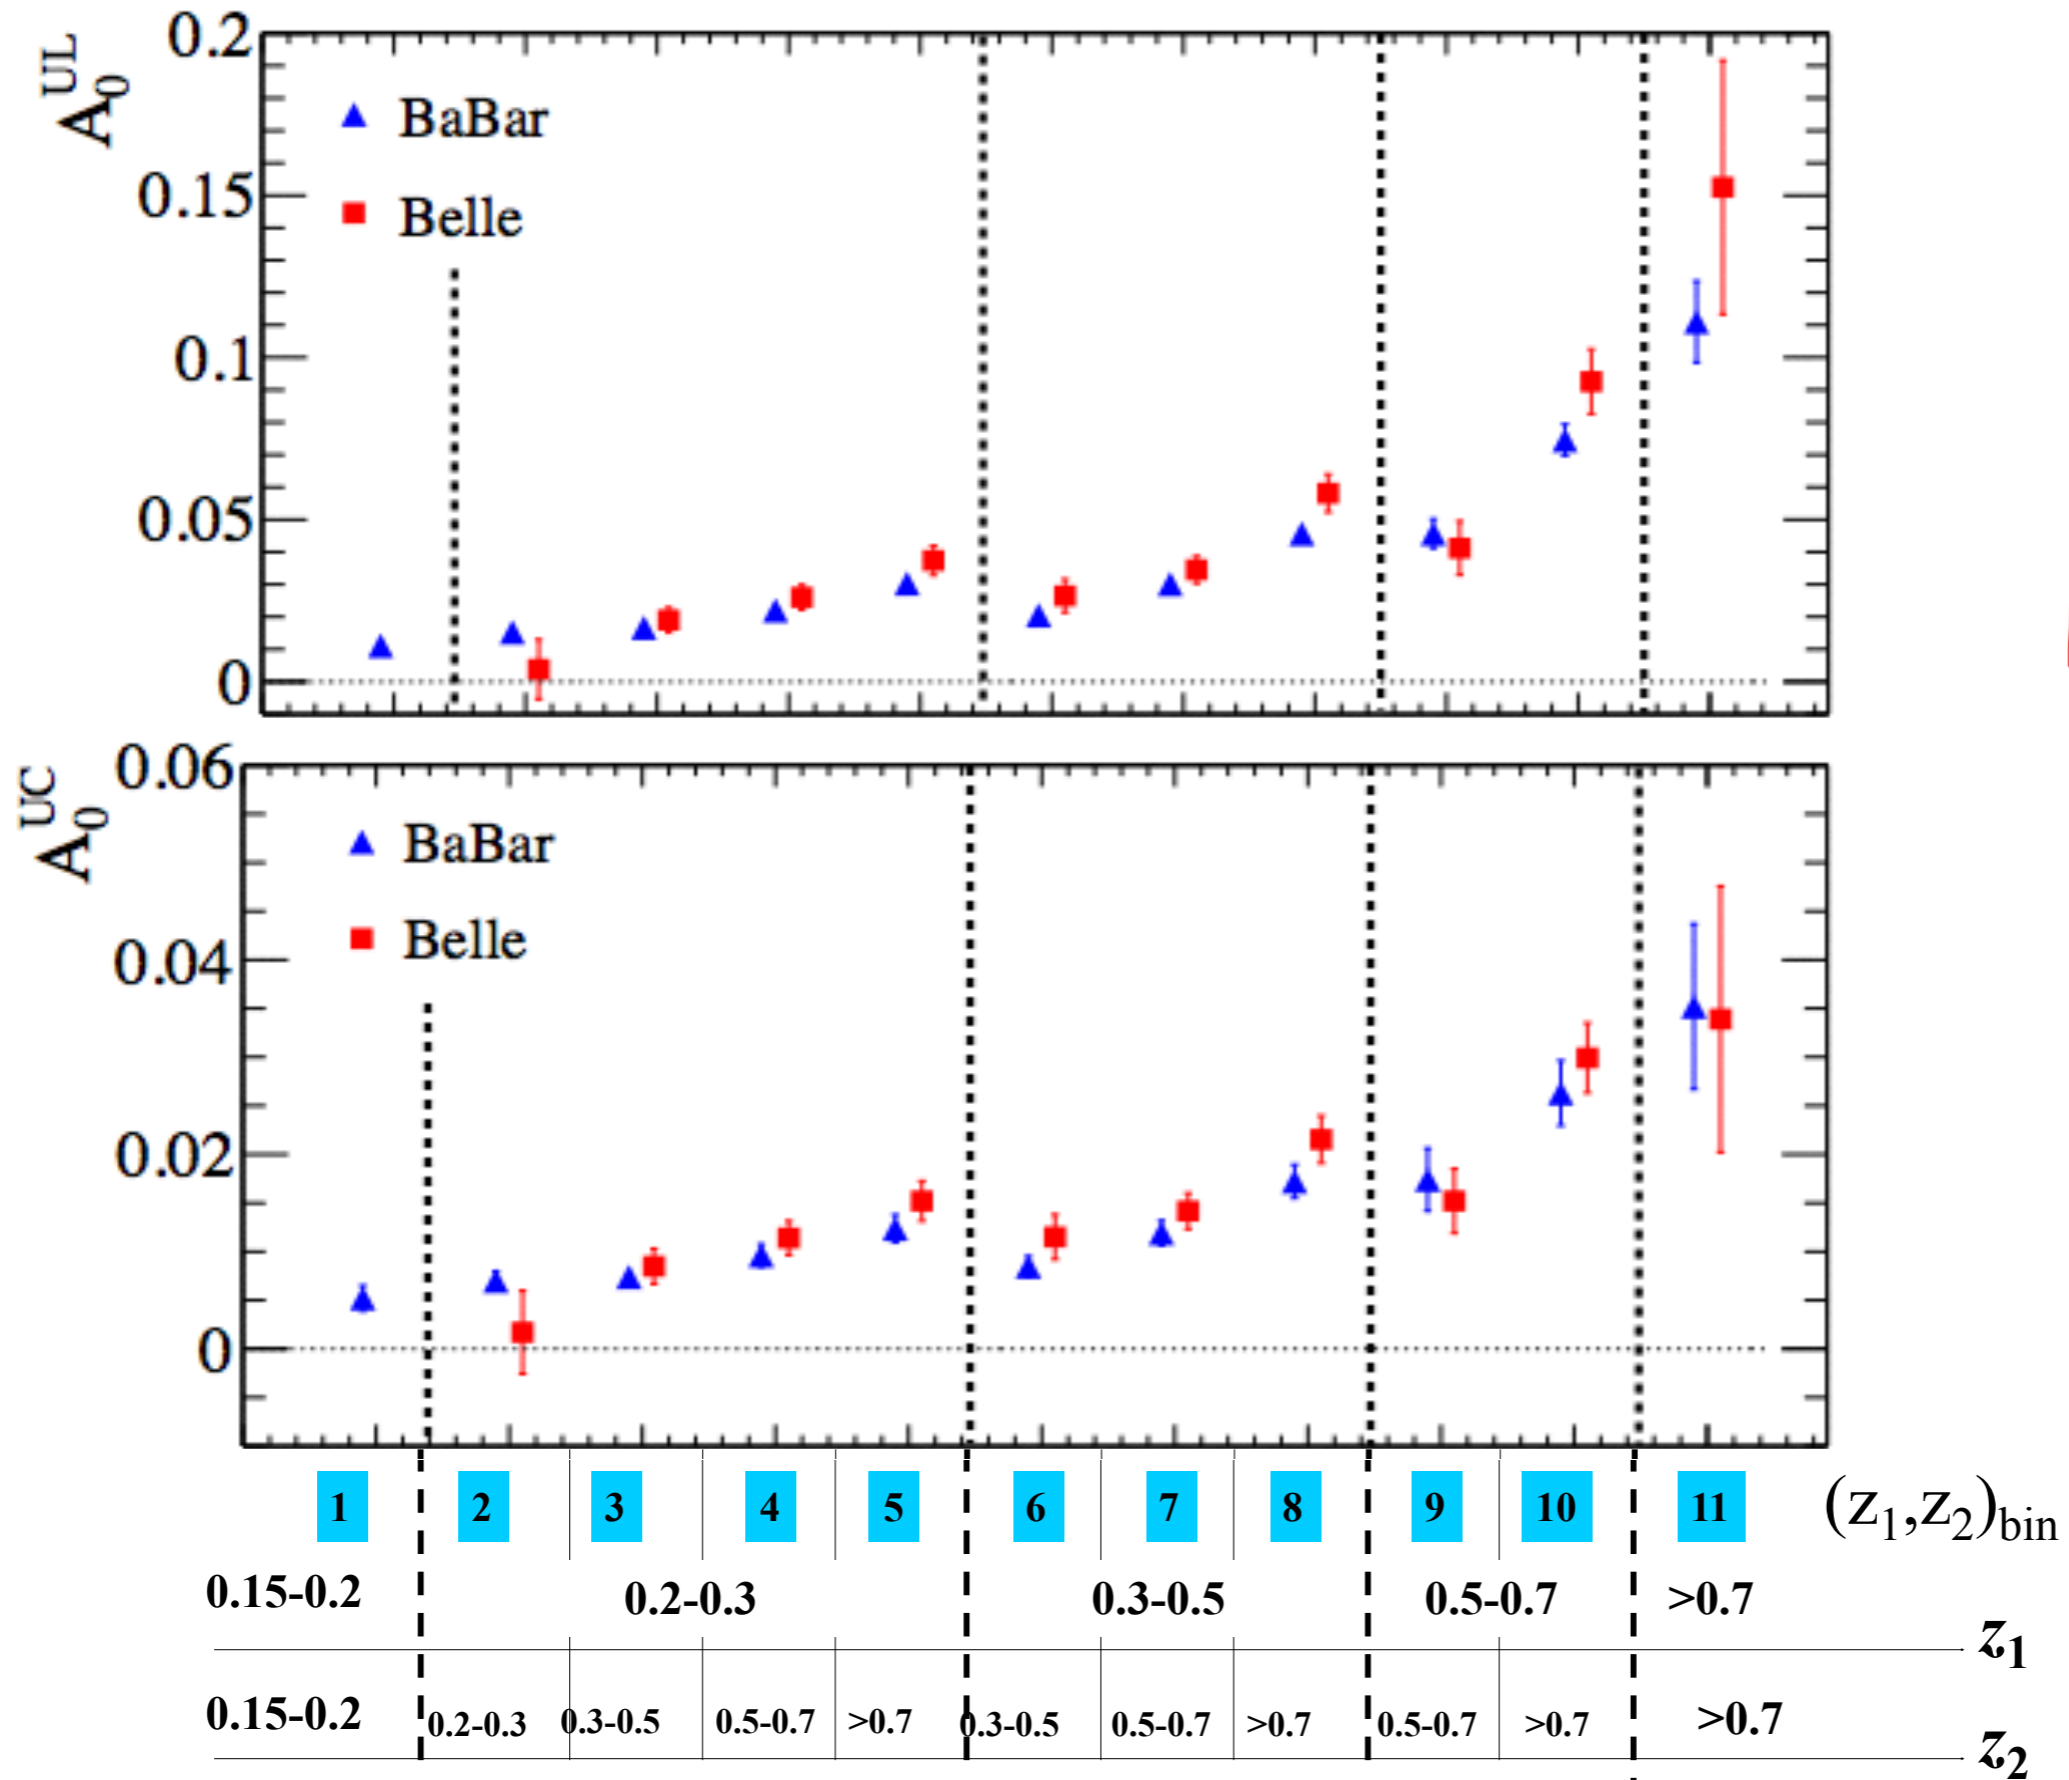 0.2
A₀ᵁᴸ
BaBar
0.15
Belle
0.1
0.05
0
0.06
A₀ᵁC
BaBar
Belle
0.04
0.02
0
1 2 3 4 5 6 7 8 9 10 11 (z₁,z₂)bin
0.15-0.2 0.2-0.3 0.3-0.5 0.5-0.7 >0.7
z₁
0.15-0.2 0.2-0.3 0.3-0.5 0.5-0.7 >0.7 0.3-0.5 0.5-0.7 >0.7 0.5-0.7 >0.7 >0.7
z₂